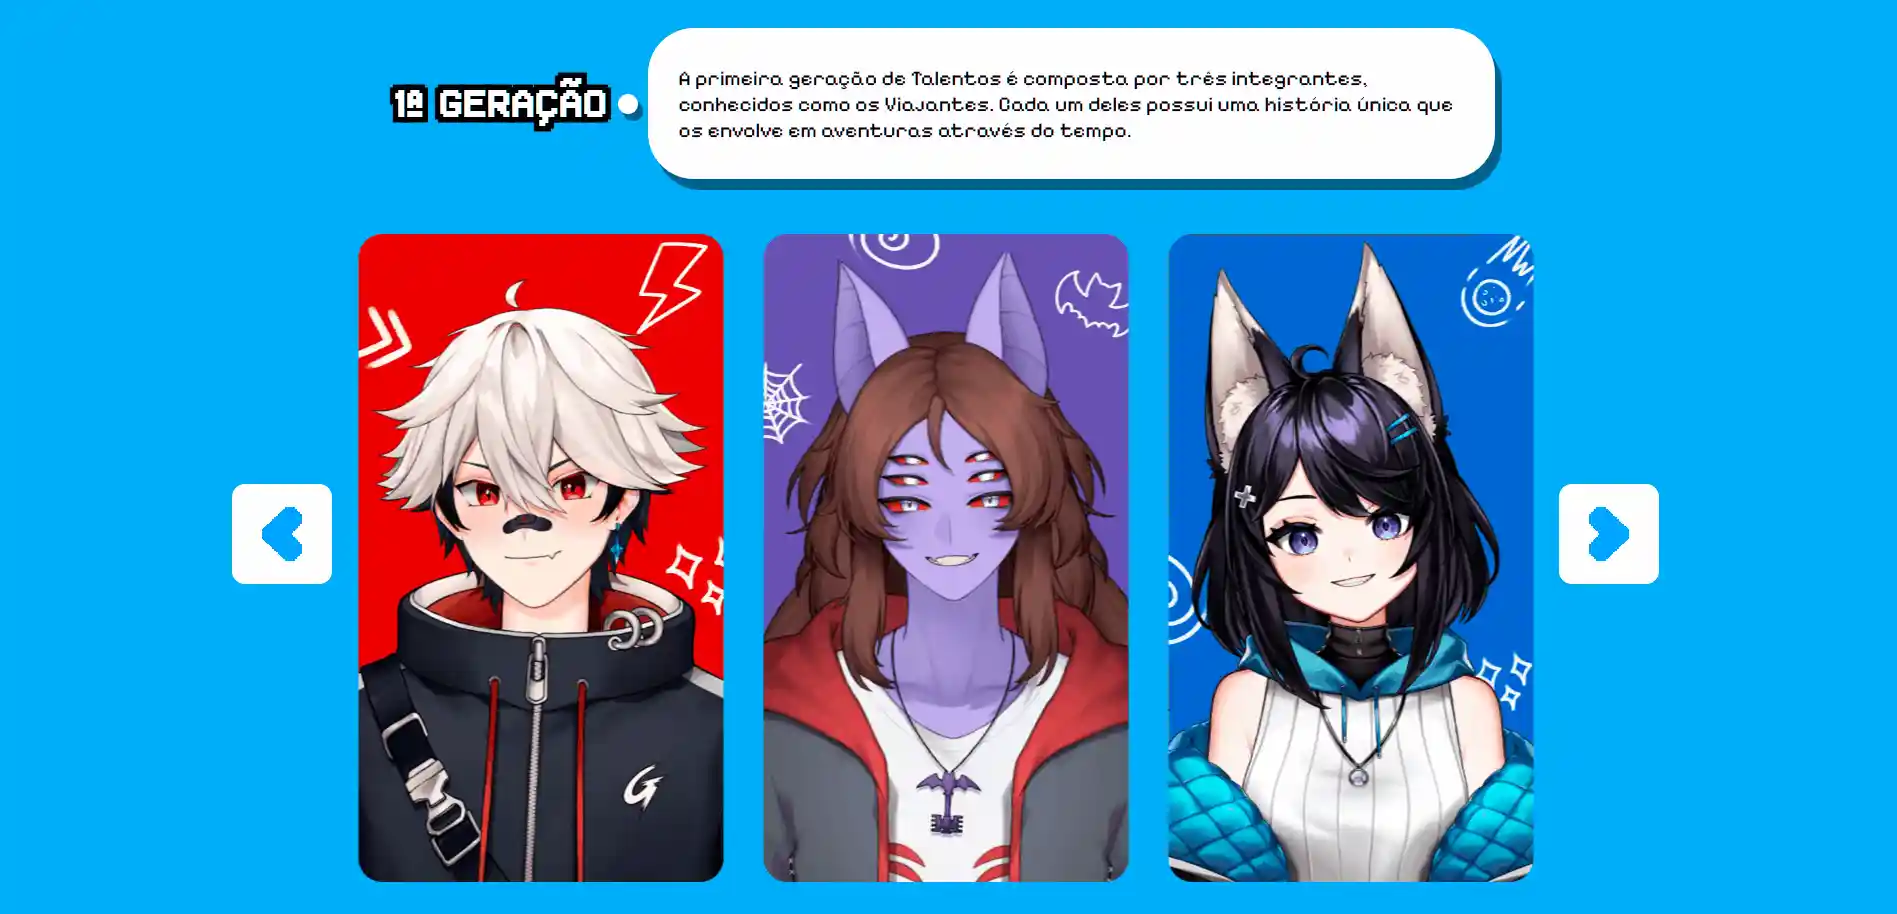 1ª GERAÇÃO
A primeira geração de Talentos é composta por três integrantes,
conhecidos como os Viajantes. Cada um deles possui uma história única que
os envolve em aventuras através do tempo.
G